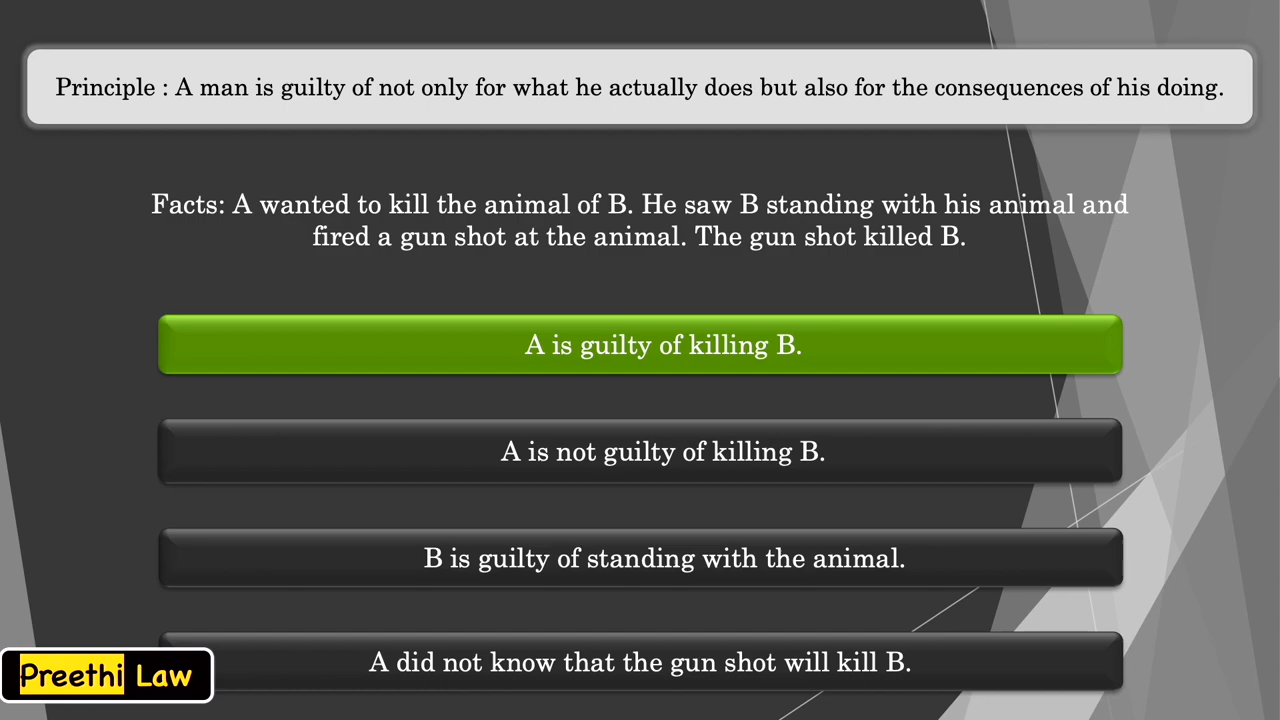 Principle : A man is guilty of not only for what he actually does but also for the consequences of his doing.
Facts: A wanted to kill the animal of B. He saw B standing with his animal and
fired a gun shot at the animal. The gun shot killed B.
A is guilty of killing B.
A is not guilty of killing B.
B is guilty of standing with the animal.
A did not know that the gun shot will kill B.
Preethi Law